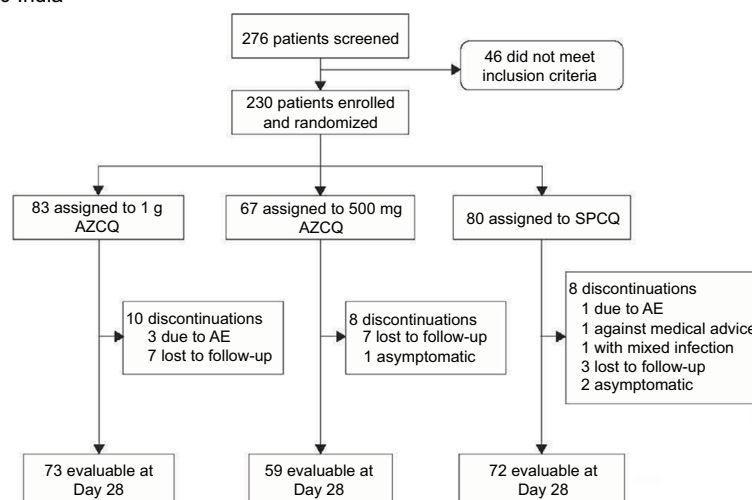 India
276 patients screened
46 did not meet
inclusion criteria
230 patients enrolled
and randomized
83 assigned to 1 g
AZCQ
67 assigned to 500 mg
AZCQ
80 assigned to SPCQ
10 discontinuations
3 due to AE
7 lost to follow-up
8 discontinuations
7 lost to follow-up
1 asymptomatic
8 discontinuations
1 due to AE
1 against medical advice
1 with mixed infection
3 lost to follow-up
2 asymptomatic
73 evaluable at
Day 28
59 evaluable at
Day 28
72 evaluable at
Day 28